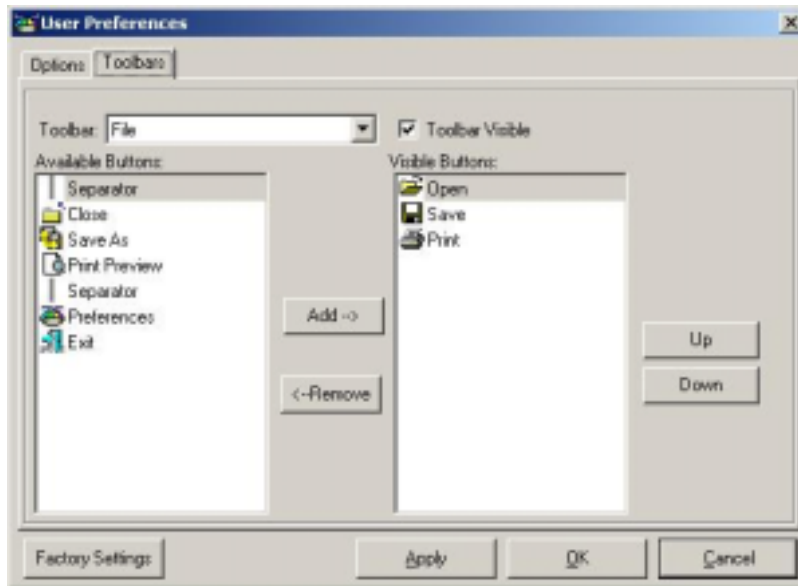 User Preferences
Options Toolbars
Toolbar: File
Toolbar Visible
Available Buttons:
Separator
Close
Save As
Print Preview
Separator
Preferences
Exit
Add -->
<--Remove
Visible Buttons:
Open
Save
Print
Up
Down
Factory Settings
Apply
OK
Cancel